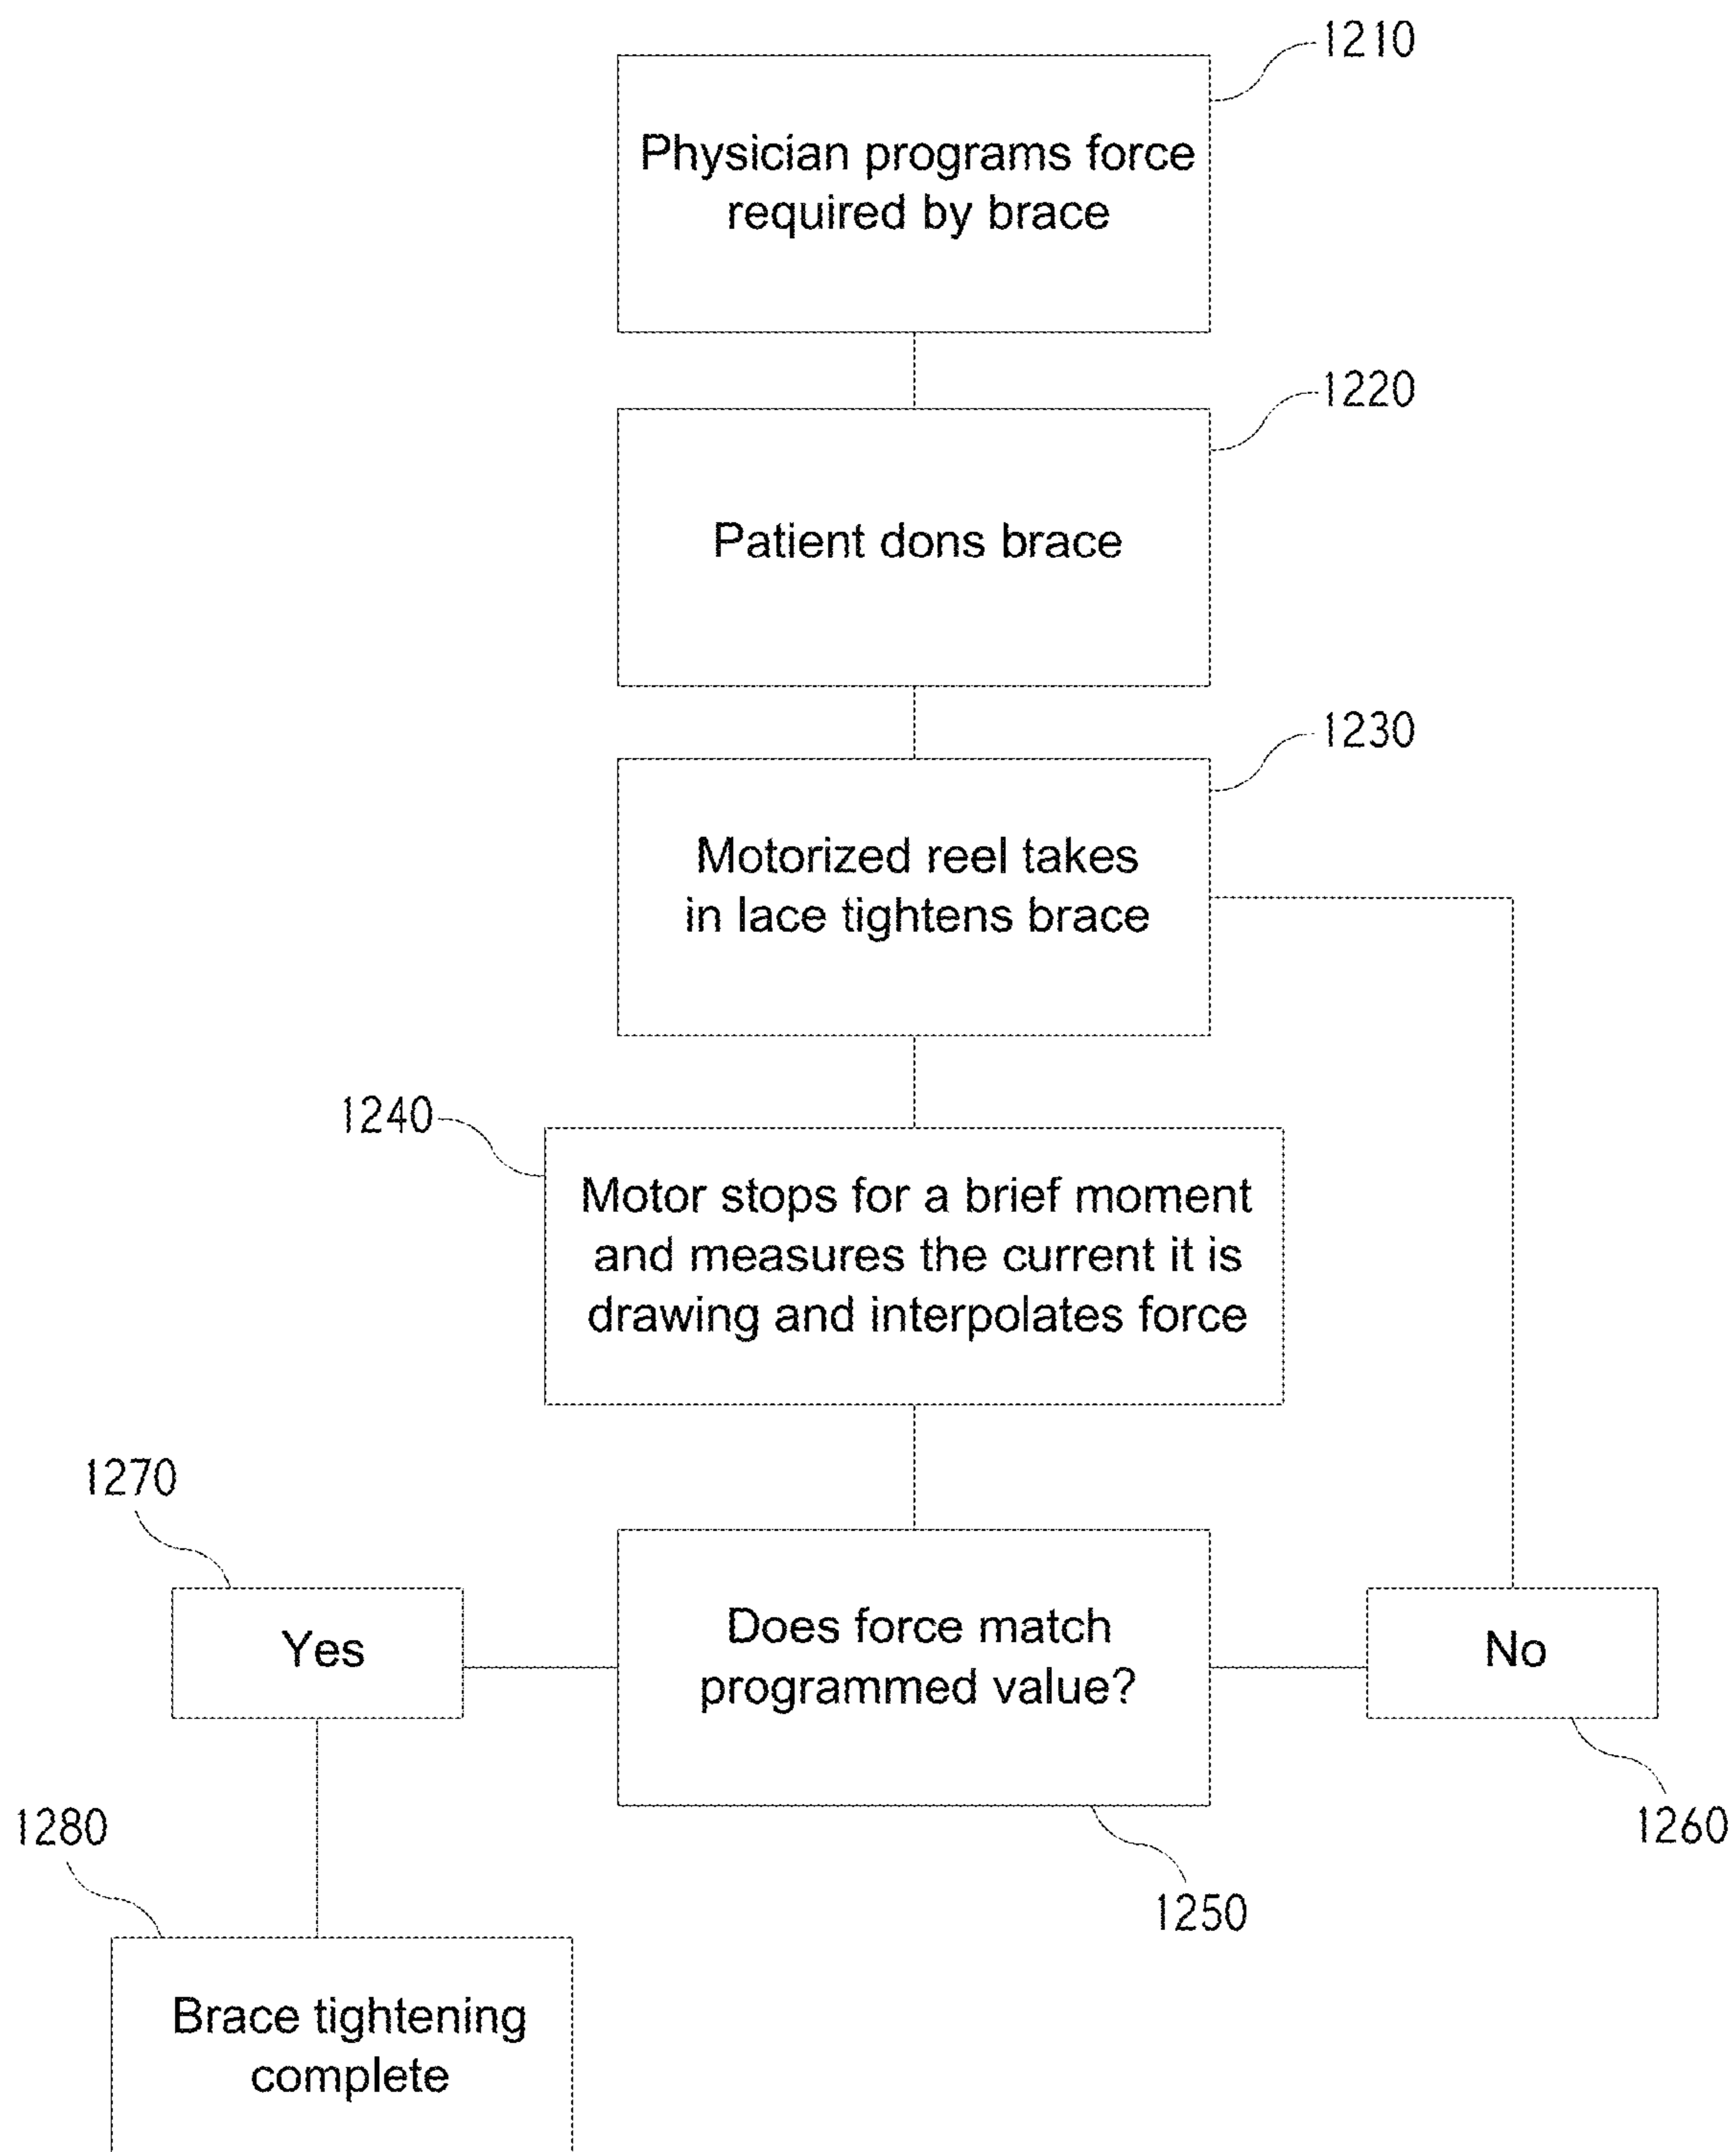 1210
Physician programs force
required by brace
1220
Patient dons brace
1230
Motorized reel takes
in lace tightens brace
1240
Motor stops for a brief moment
and measures the current it is
drawing and interpolates force
1270
Yes
Does force match
programmed value?
No
1280
1260
1250
Brace tightening
complete